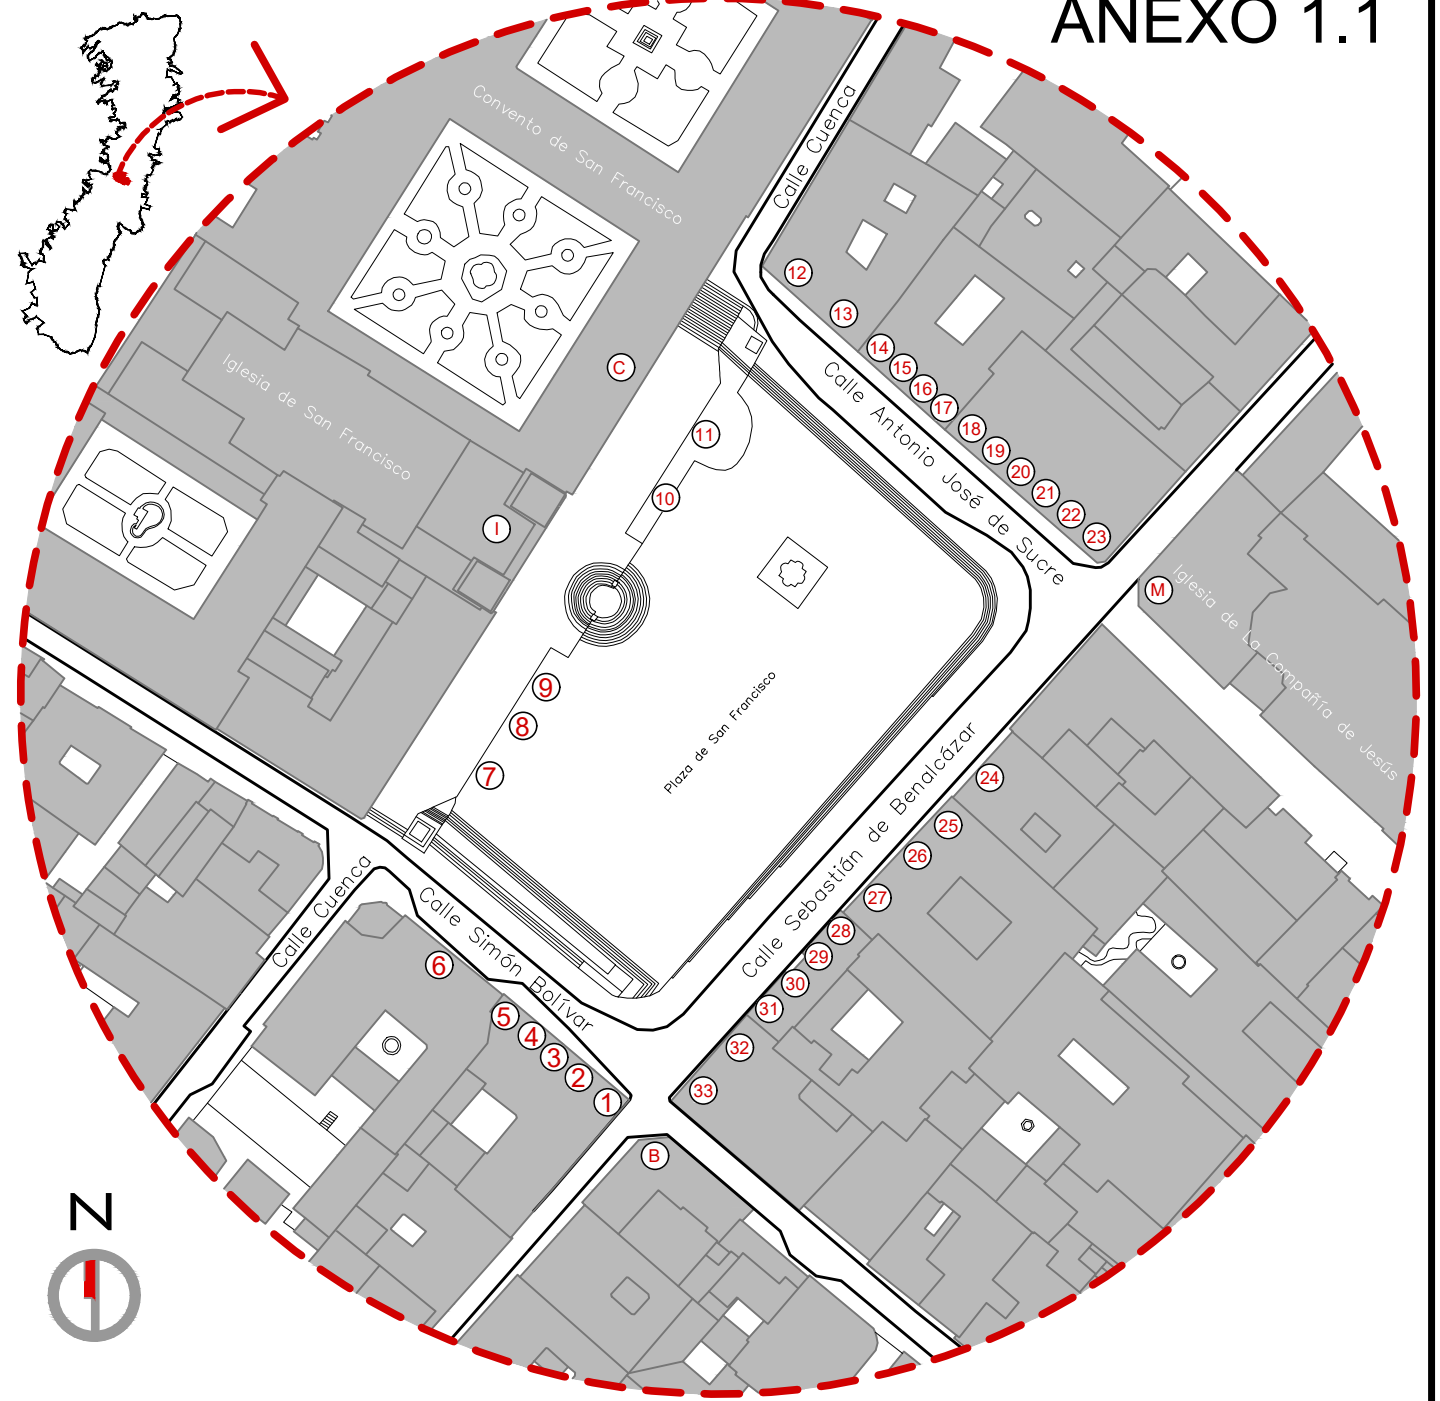 ANEXO 1.1
Convento de San Francisco
Calle Cuenca
12
13
Iglesia de San Francisco
C
14
15
16
17
18
19
20
21
22
23
Calle Antonio José de Sucre
11
10
I
M
Iglesia de La Compañía de Jesús
9
8
7
Plaza de San Francisco
Calle Sebastián de Benalcázar
24
25
26
27
28
29
30
31
32
33
Calle Cuenca
Calle Simón Bolívar
6
5
4
3
2
1
B
N